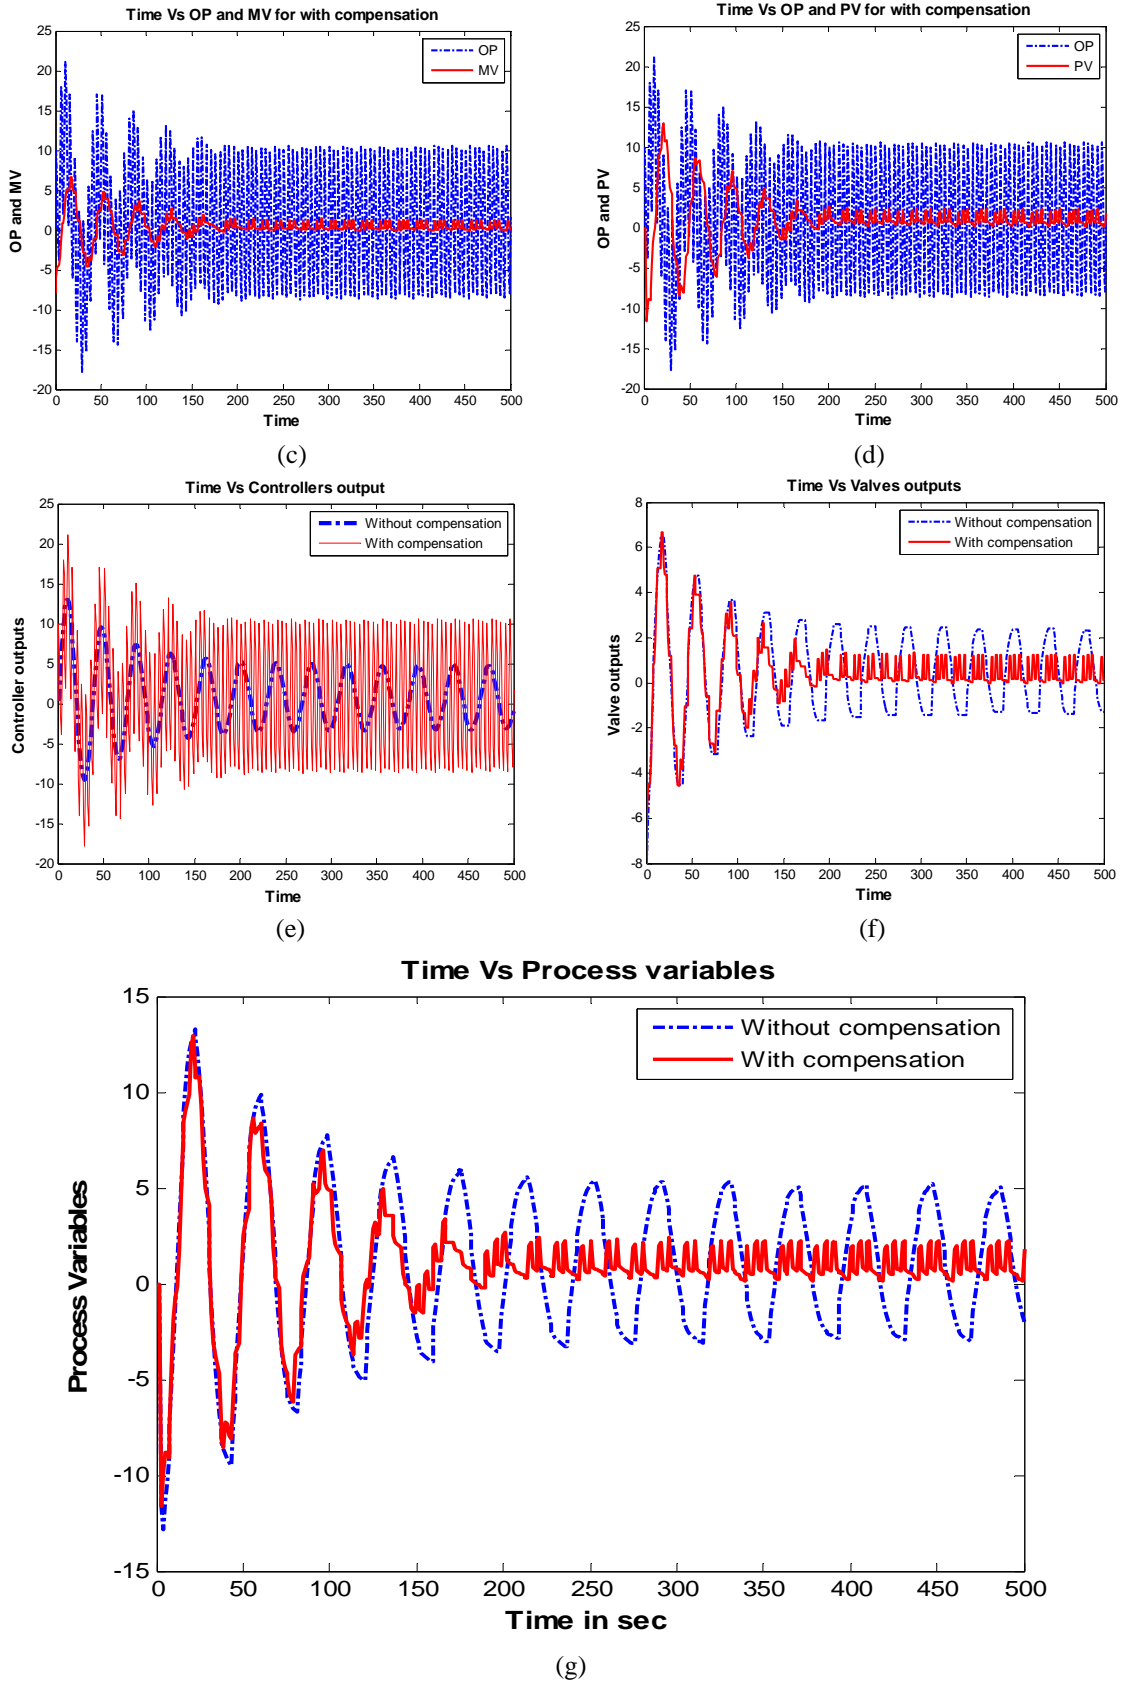 Time Vs OP and MV for with compensation
25
20
15
10
5
0
-5
-10
-15
-20
OP and MV
OP
MV
0 50 100 150 200 250 300 350 400 450 500
Time
(c)
Time Vs OP and PV for with compensation
25
20
15
10
5
0
-5
-10
-15
-20
OP and PV
OP
PV
0 50 100 150 200 250 300 350 400 450 500
Time
(d)
Time Vs Controllers output
25
20
15
10
5
0
-5
-10
-15
-20
Controller outputs
Without compensation
With compensation
0 50 100 150 200 250 300 350 400 450 500
Time
(e)
Time Vs Valves outputs
8
6
4
2
0
-2
-4
-6
-8
Valve outputs
Without compensation
With compensation
0 50 100 150 200 250 300 350 400 450 500
Time
(f)
Time Vs Process variables
15
10
5
0
-5
-10
-15
Process Variables
Without compensation
With compensation
0 50 100 150 200 250 300 350 400 450 500
Time in sec
(g)